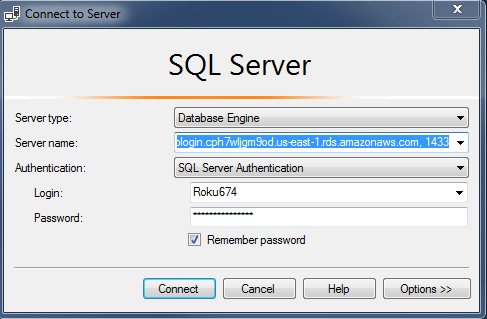 Connect to Server
SQL Server
Server type: Database Engine
Server name: ologin.cph7wljgm9od.us-east-1.rds.amazonaws.com, 1433
Authentication: SQL Server Authentication
Login: Roku674
Password: ***************
Remember password
Connect Cancel Help Options >>